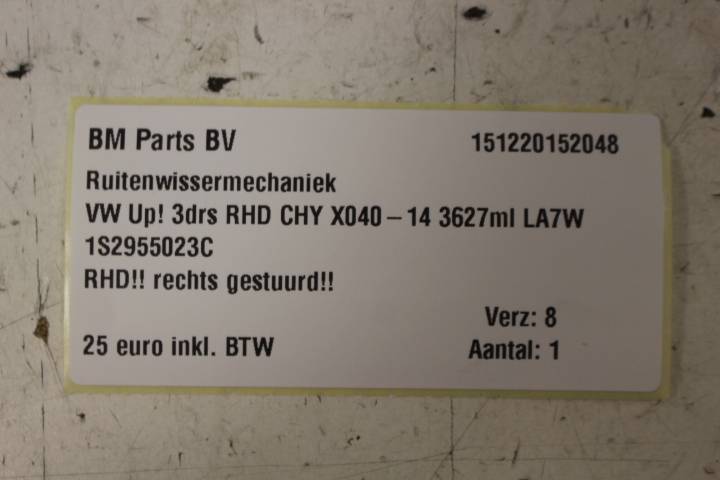 BM Parts BV 151220152048
Ruitenwissermechaniek
VW Up! 3drs RHD CHY X040 – 14 3627ml LA7W
1S2955023C
RHD!! rechts gestuurd!!
Verz: 8
25 euro inkl. BTW Aantal: 1